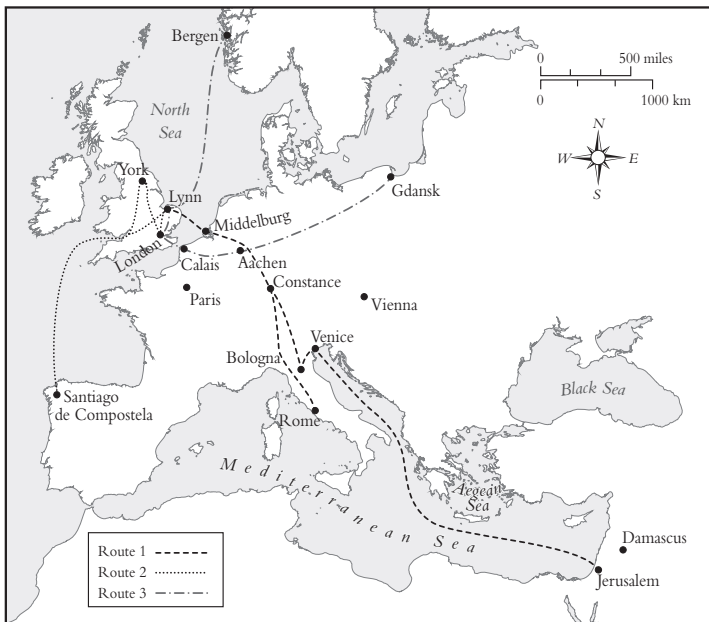 Bergen
0 500 miles
0 1000 km
North
Sea
N
W E
S
York
Lynn
Gdansk
Middelburg
London
Calais
Aachen
Constance
Paris
Vienna
Venice
Bologna
Black Sea
Santiago
de Compostela
Rome
Mediterranean Sea
Aegean
Sea
Damascus
Jerusalem
Route 1
Route 2
Route 3